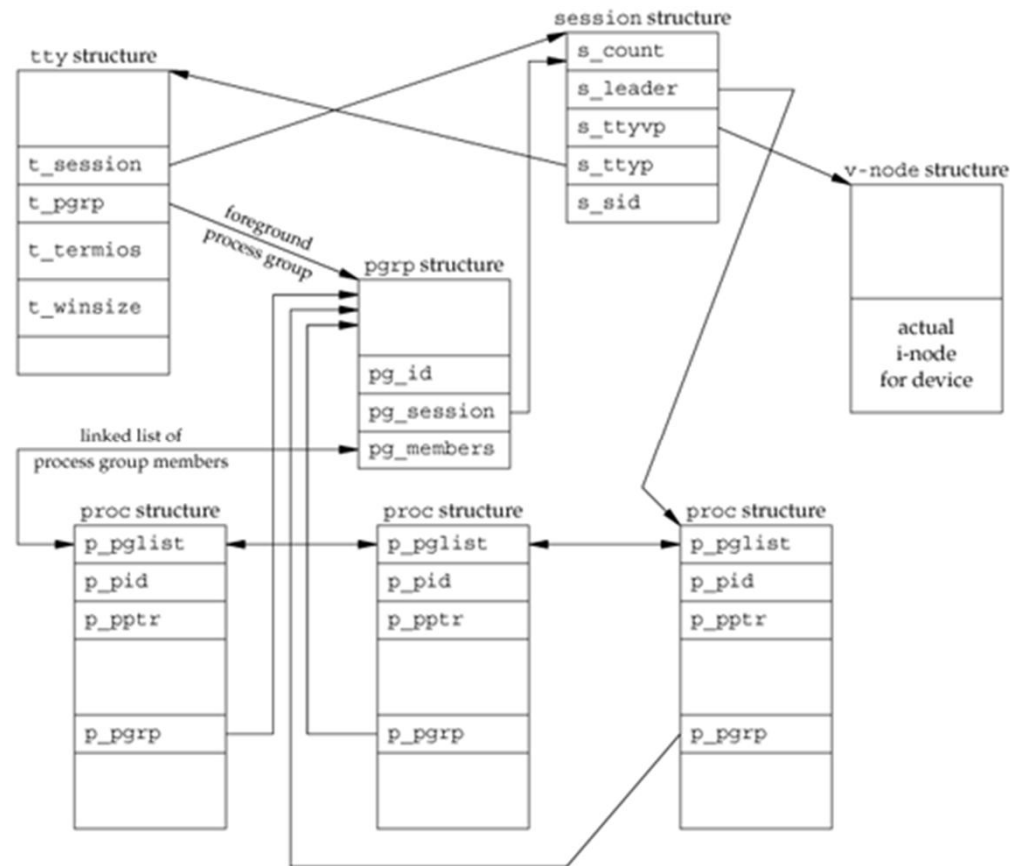 session structure
s_count
s_leader
s_ttyvp
s_ttyp
s_sid
tty structure
t_session
t_pgrp
t_termios
t_winsize
foreground
process group
v-node structure
actual
i-node
for device
pgrp structure
pg_id
pg_session
pg_members
linked list of
process group members
proc structure
p_pglist
p_pid
p_pptr
p_pgrp
proc structure
p_pglist
p_pid
p_pptr
p_pgrp
proc structure
p_pglist
p_pid
p_pptr
p_pgrp